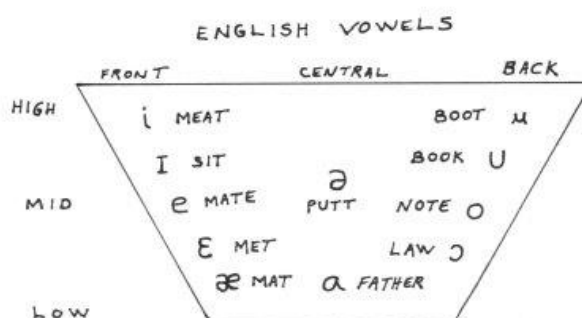 ENGLISH VOWELS
FRONT CENTRAL BACK
HIGH
i MEAT BOOT u
I SIT BOOK U
ə
MID e MATE PUTT NOTE o
ɛ MET LAW ɔ
æ MAT a FATHER
LOW